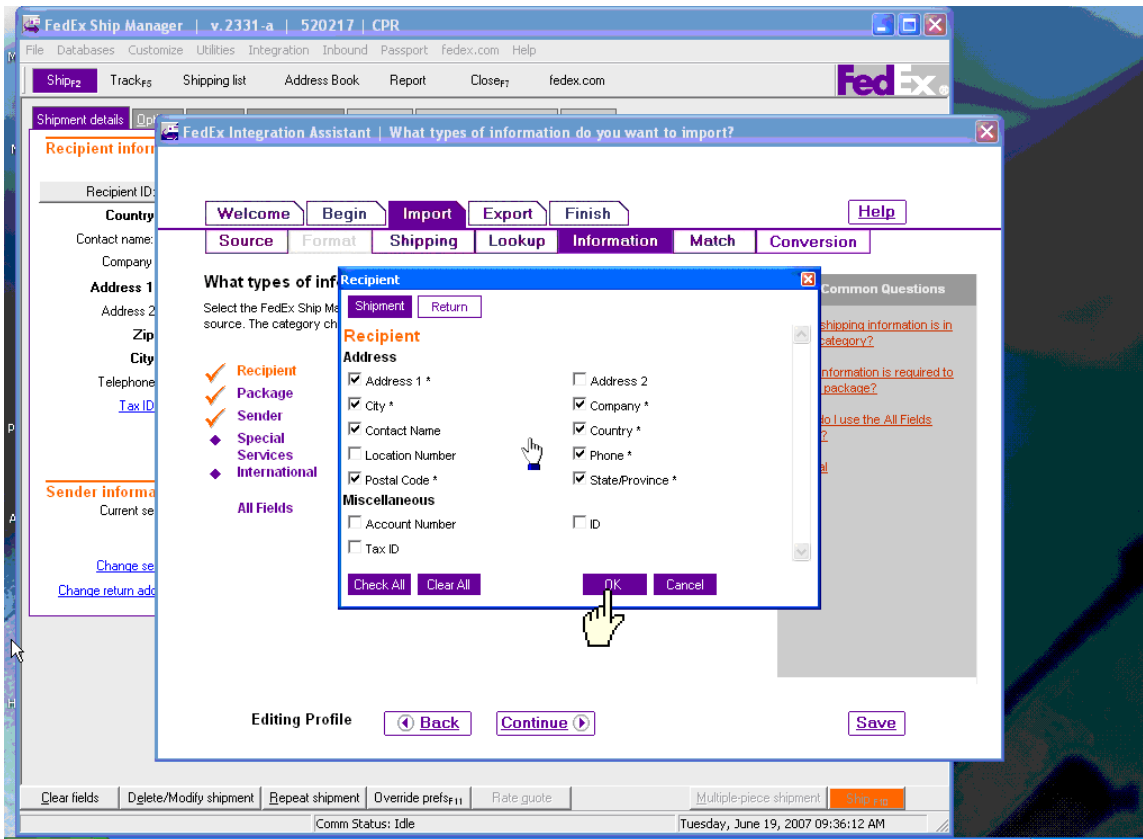 FedEx Ship Manager | v.2331-a | 520217 | CPR
File Databases Customize Utilities Integration Inbound Passport fedex.com Help
ShipF2 TrackF5 Shipping list Address Book Report CloseF7 fedex.com
FedEx®
Shipment details Opt
FedEx Integration Assistant | What types of information do you want to import?
Recipient inform
Recipient ID:
Country
Contact name:
Company
Address 1
Address 2
Zip
City
Telephone
Tax ID
Sender informa
Current se
Change se
Change return add
Welcome Begin Import Export Finish Help
Source Format Shipping Lookup Information Match Conversion
What types of inf
Select the FedEx Ship Ma
source. The category ch
Recipient
Package
Sender
Special
Services
International
All Fields
Recipient
Shipment Return
Recipient
Address
Address 1 * Address 2
City * Company *
Contact Name Country *
Location Number Phone *
Postal Code * State/Province *
Miscellaneous
Account Number ID
Tax ID
Check All Clear All OK Cancel
Common Questions
shipping information is in
category?
nformation is required to
package?
do I use the All Fields
?
al
Editing Profile Back Continue Save
Clear fields Delete/Modify shipment Repeat shipment Override prefsF11 Rate quote Multiple-piece shipment Ship F10
Comm Status: Idle Tuesday, June 19, 2007 09:36:12 AM